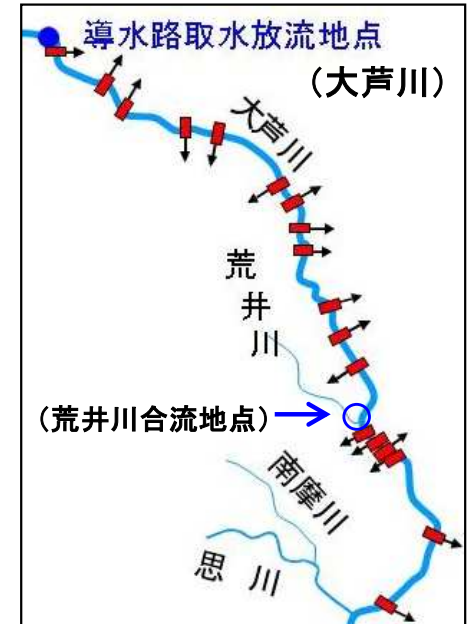 導水路取水放流地点
（大芦川）
大芦川
荒井川
（荒井川合流地点）
南摩川
思川